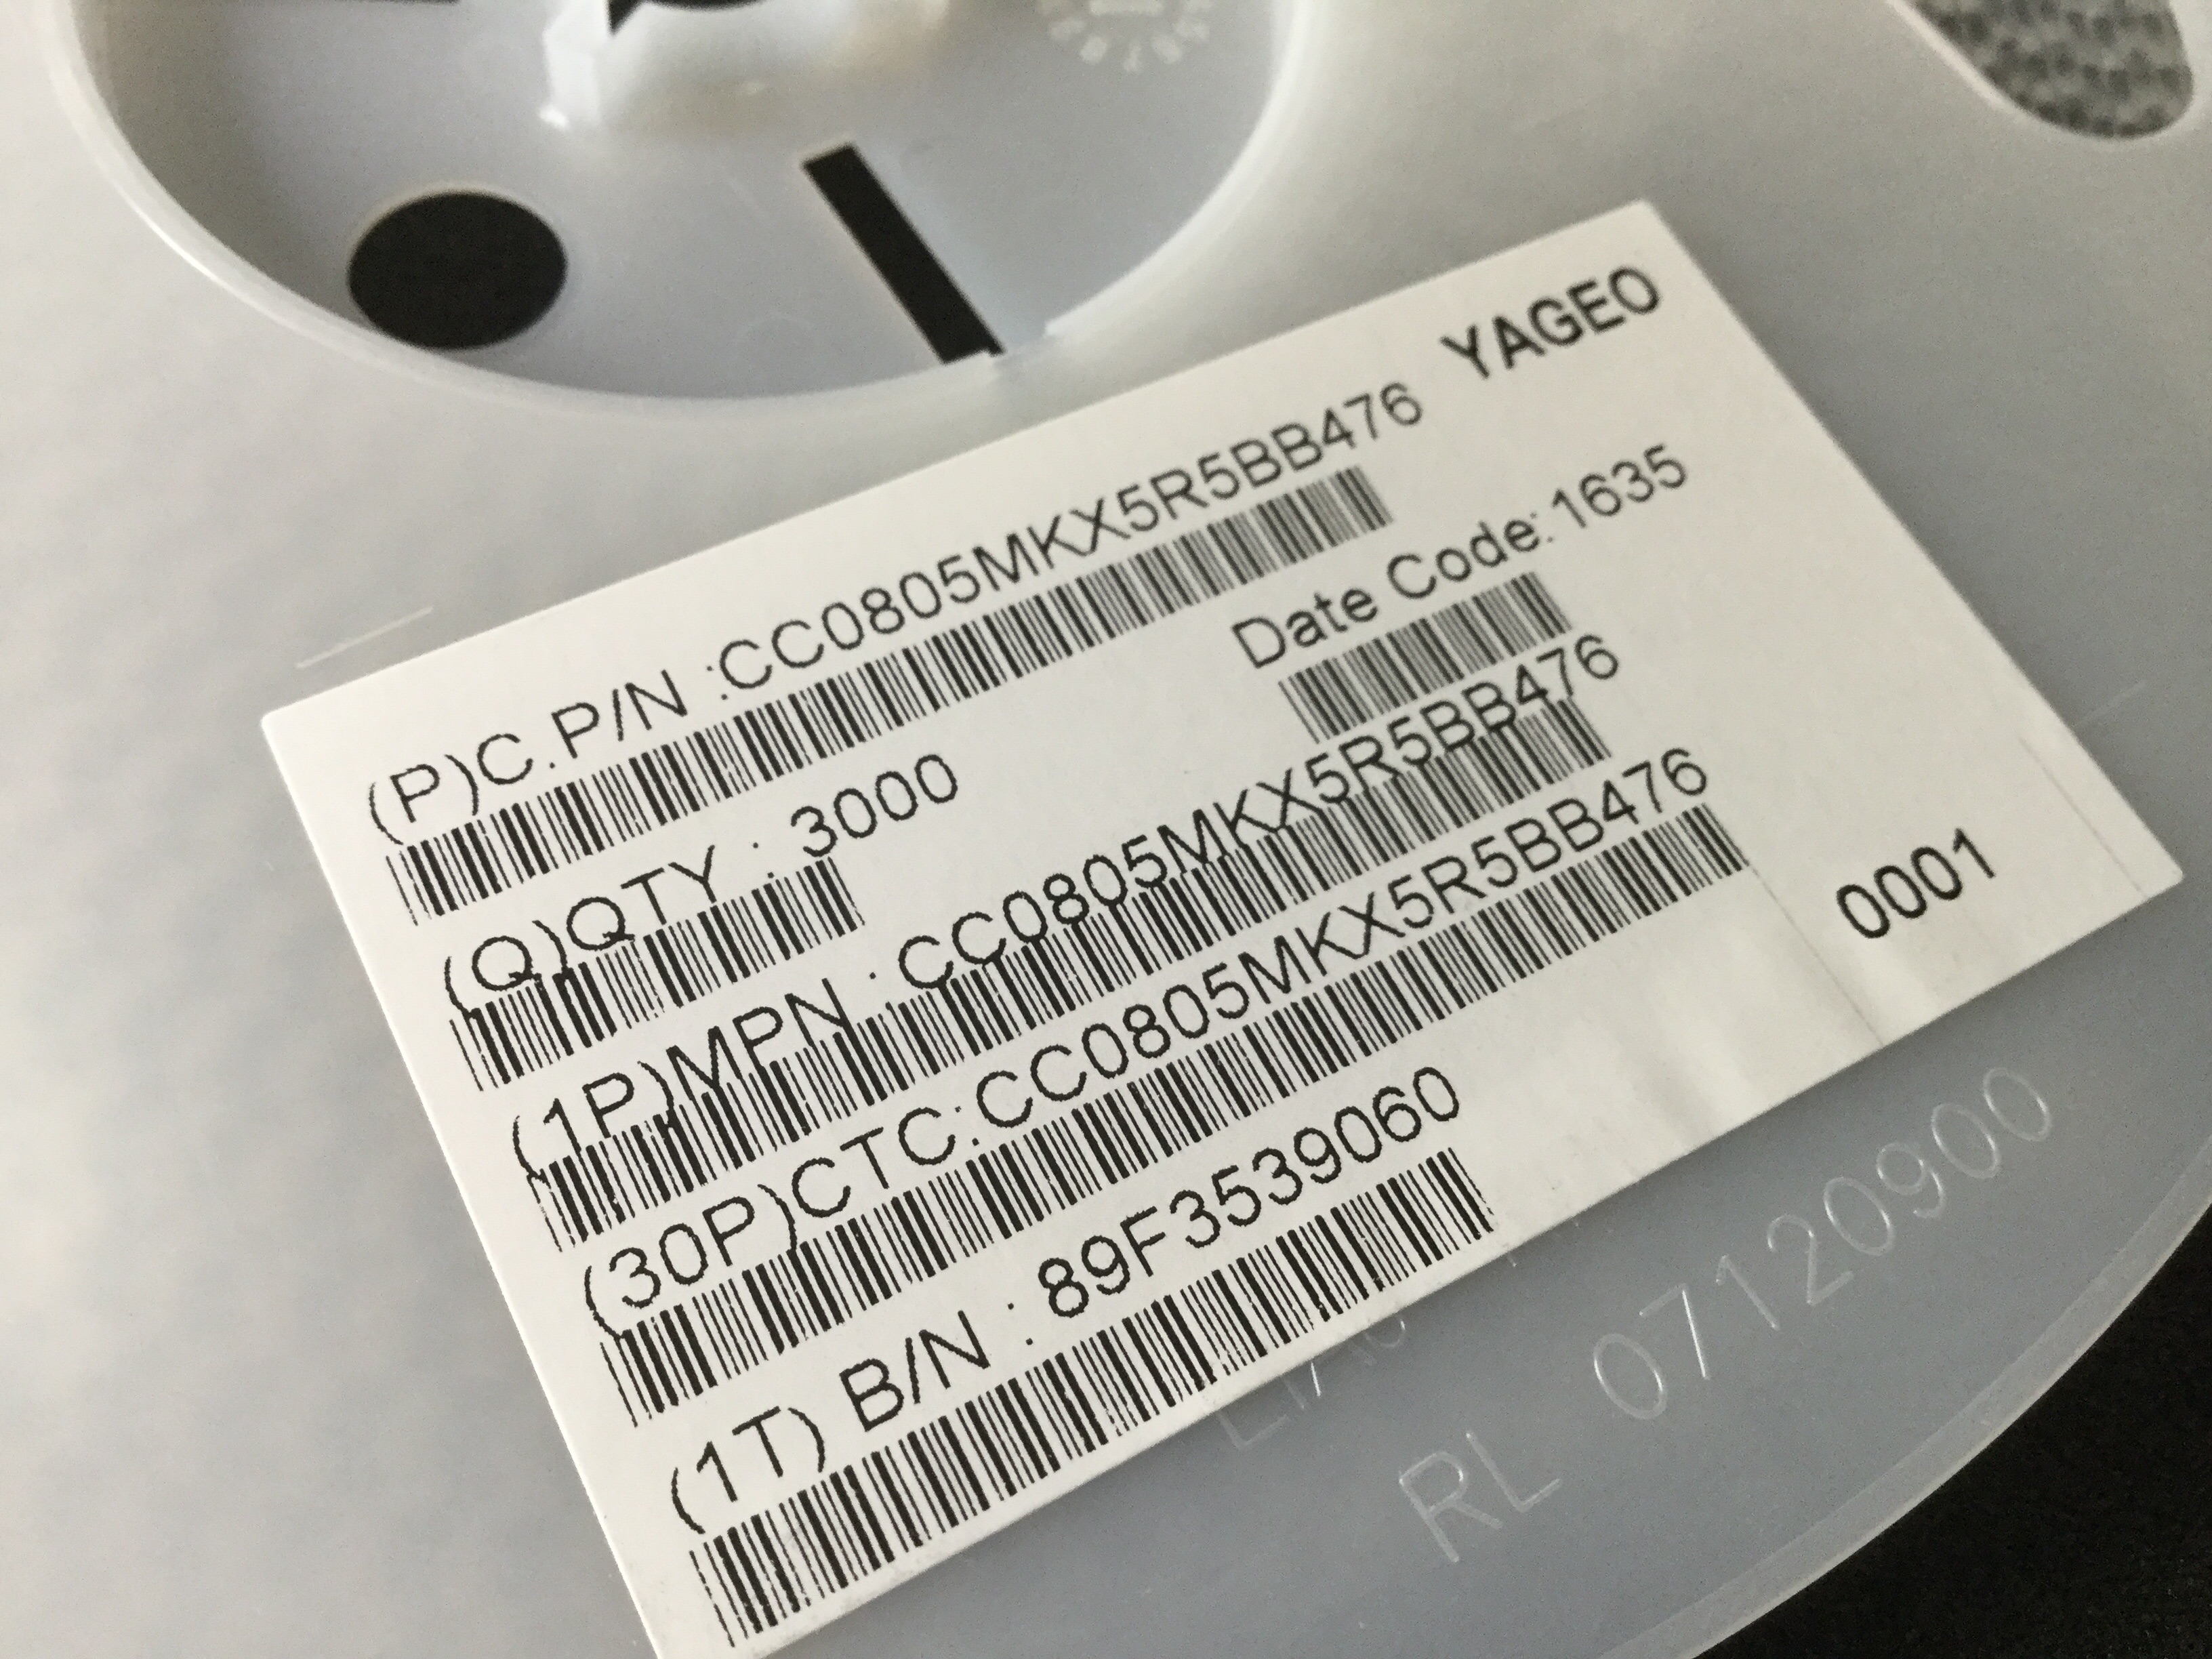 YAGEO
(P)C.P/N :CC0805MKX5R5BB476
Date Code: 1635
(Q)QTY : 3000
(1P)MPN : CC0805MKX5R5BB476
(30P)CTC:CC0805MKX5R5BB476
0001
(1T) B/N : 89F3539060
RL 07120900